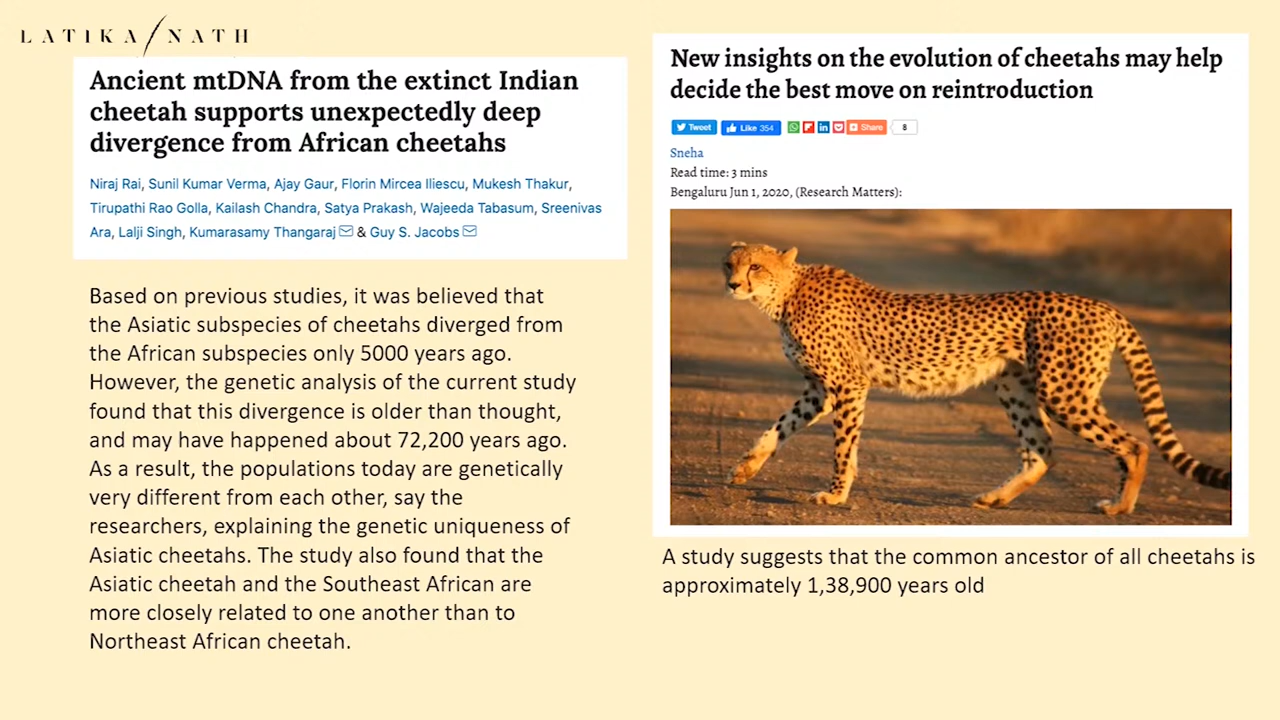 LATIKA/NATH
Ancient mtDNA from the extinct Indian
cheetah supports unexpectedly deep
divergence from African cheetahs
Niraj Rai, Sunil Kumar Verma, Ajay Gaur, Florin Mircea Iliescu, Mukesh Thakur,
Tirupathi Rao Golla, Kailash Chandra, Satya Prakash, Wajeeda Tabasum, Sreenivas
Ara, Lalji Singh, Kumarasamy Thangaraj & Guy S. Jacobs
Based on previous studies, it was believed that
the Asiatic subspecies of cheetahs diverged from
the African subspecies only 5000 years ago.
However, the genetic analysis of the current study
found that this divergence is older than thought,
and may have happened about 72,200 years ago.
As a result, the populations today are genetically
very different from each other, say the
researchers, explaining the genetic uniqueness of
Asiatic cheetahs. The study also found that the
Asiatic cheetah and the Southeast African are
more closely related to one another than to
Northeast African cheetah.
New insights on the evolution of cheetahs may help
decide the best move on reintroduction
Tweet Like 354 Share 8
Sneha
Read time: 3 mins
Bengaluru Jun 1, 2020, (Research Matters):
A study suggests that the common ancestor of all cheetahs is
approximately 1,38,900 years old